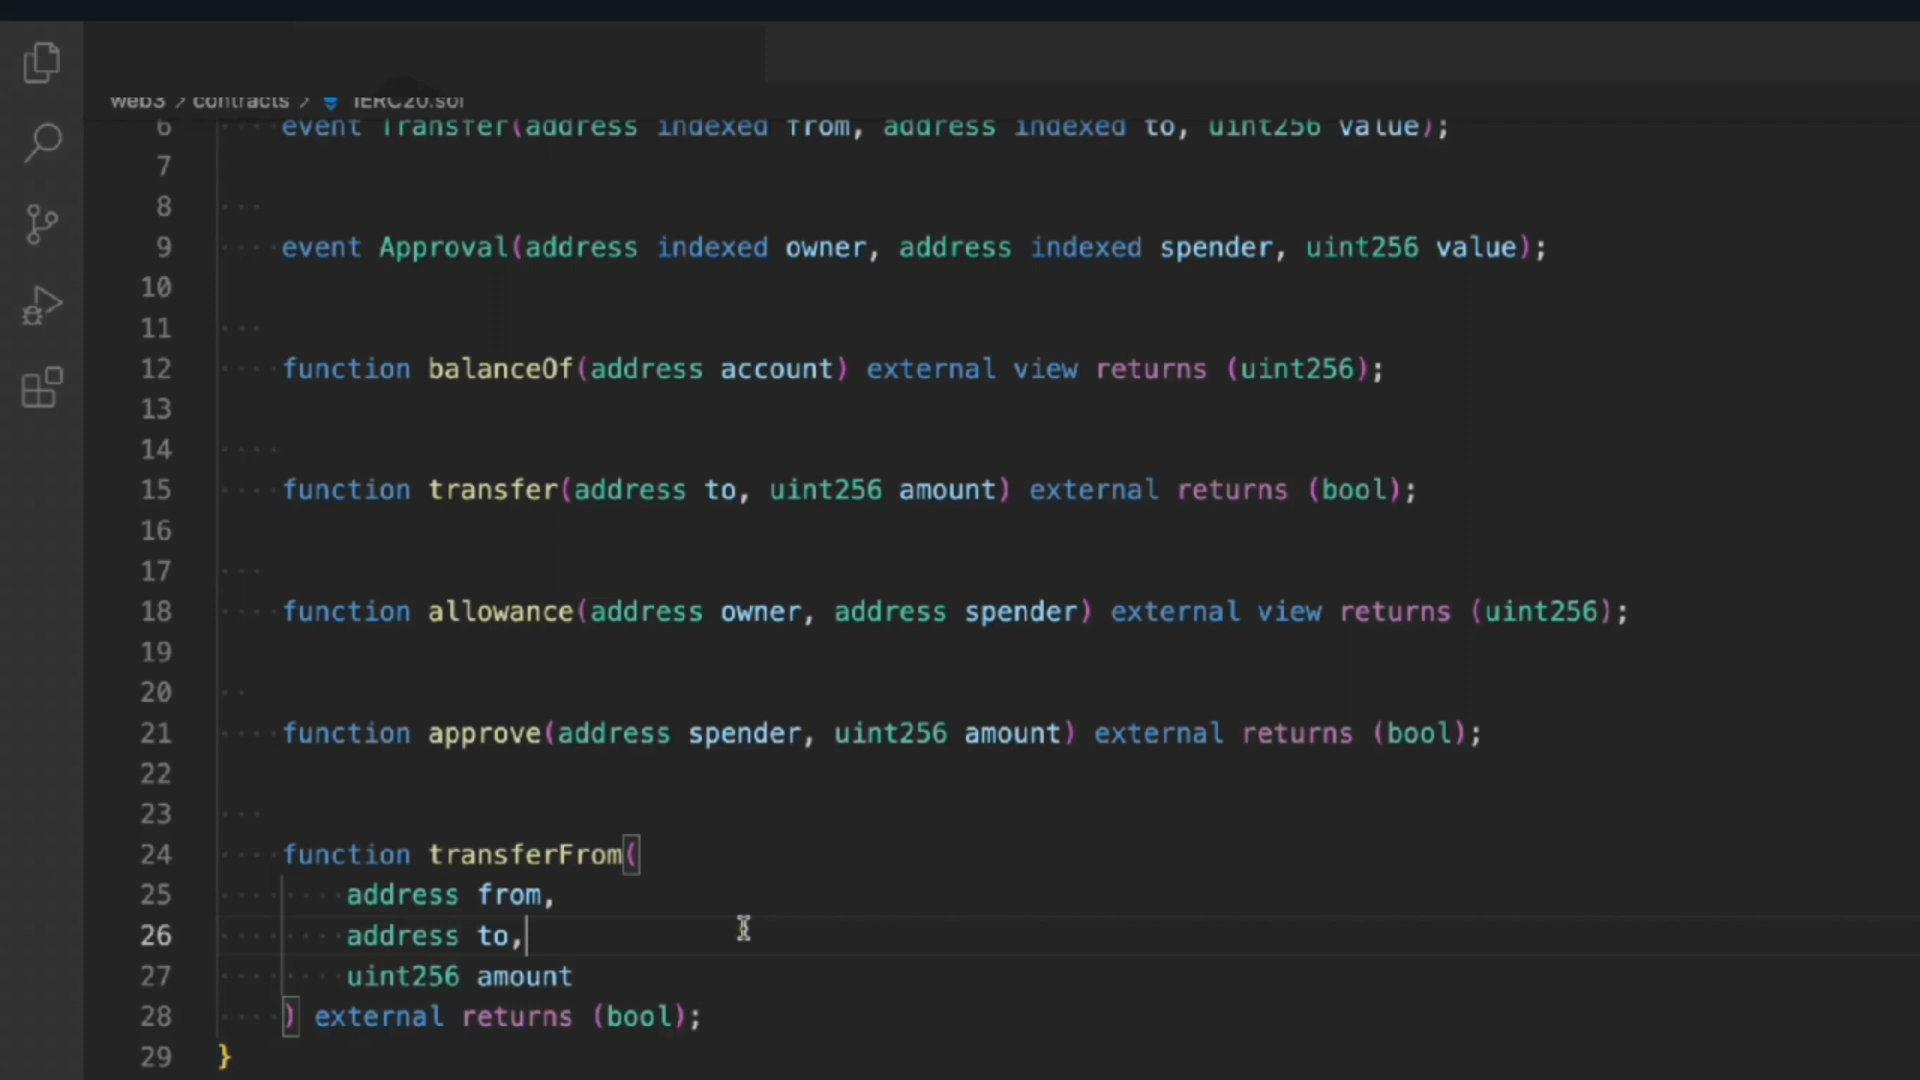 web3 > contracts > IERC20.sol
6 event Transfer(address indexed from, address indexed to, uint256 value);
7
8
9 event Approval(address indexed owner, address indexed spender, uint256 value);
10
11
12 function balanceOf(address account) external view returns (uint256);
13
14
15 function transfer(address to, uint256 amount) external returns (bool);
16
17
18 function allowance(address owner, address spender) external view returns (uint256);
19
20
21 function approve(address spender, uint256 amount) external returns (bool);
22
23
24 function transferFrom(
25 address from,
26 address to,
27 uint256 amount
28 ) external returns (bool);
29 }